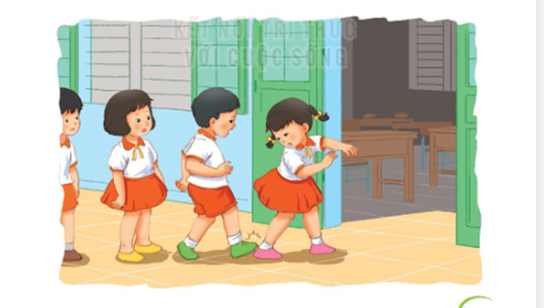 KẾT NỐI TRI THỨC
VỚI CUỘC SỐNG